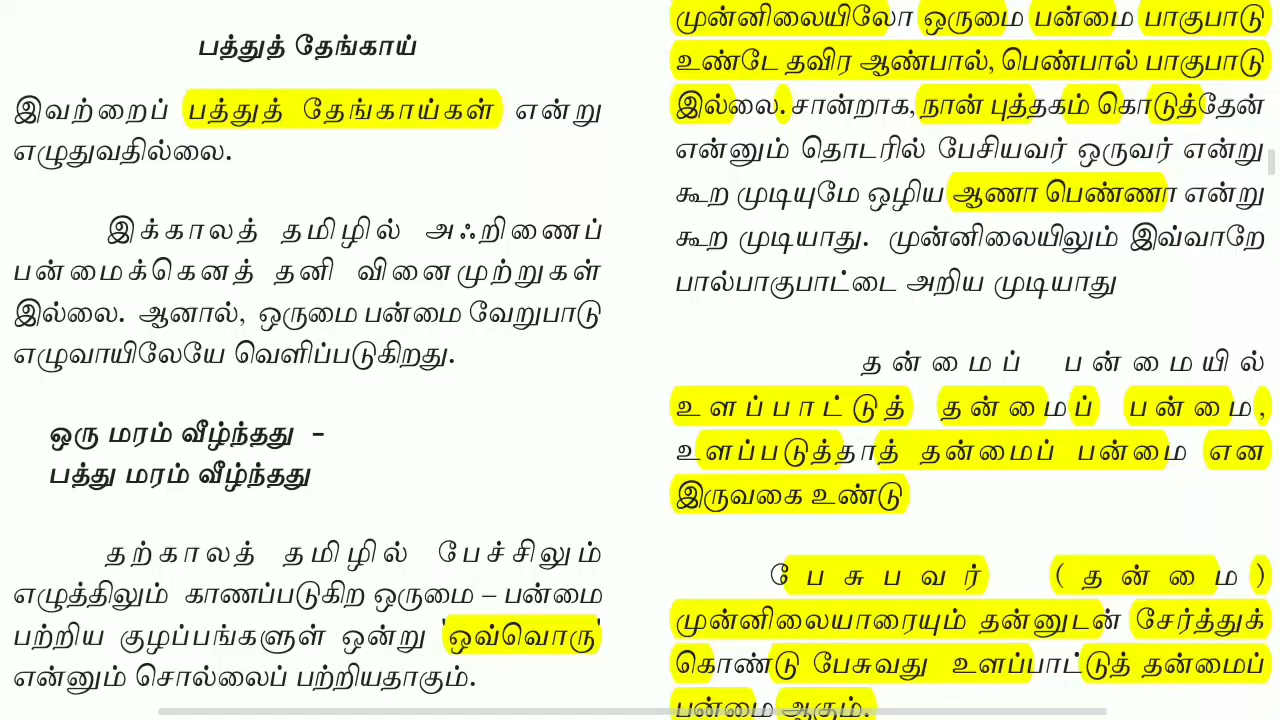 பத்துத் தேங்காய்
இவற்றைப் பத்துத் தேங்காய்கள் என்று
எழுதுவதில்லை.
இக்காலத் தமிழில் அஃறிணைப்
பன்மைக்கெனத் தனி வினைமுற்றுகள்
இல்லை. ஆனால், ஒருமை பன்மை வேறுபாடு
எழுவாயிலேயே வெளிப்படுகிறது.
ஒரு மரம் வீழ்ந்தது –
பத்து மரம் வீழ்ந்தது
தற்காலத் தமிழில் பேச்சிலும்
எழுத்திலும் காணப்படுகிற ஒருமை – பன்மை
பற்றிய குழப்பங்களுள் ஒன்று 'ஒவ்வொரு'
என்னும் சொல்லைப் பற்றியதாகும்.
முன்னிலையிலோ ஒருமை பன்மை பாகுபாடு
உண்டே தவிர ஆண்பால், பெண்பால் பாகுபாடு
இல்லை. சான்றாக, நான் புத்தகம் கொடுத்தேன்
என்னும் தொடரில் பேசியவர் ஒருவர் என்று
கூற முடியுமே ஒழிய ஆணா பெண்ணா என்று
கூற முடியாது. முன்னிலையிலும் இவ்வாறே
பால்பாகுபாட்டை அறிய முடியாது
தன்மைப் பன்மையில்
உளப்பாட்டுத் தன்மைப் பன்மை,
உளப்படுத்தாத் தன்மைப் பன்மை என
இருவகை உண்டு
பேசுபவர் (தன்மை)
முன்னிலையாரையும் தன்னுடன் சேர்த்துக்
கொண்டு பேசுவது உளப்பாட்டுத் தன்மைப்
பன்மை ஆகும்.